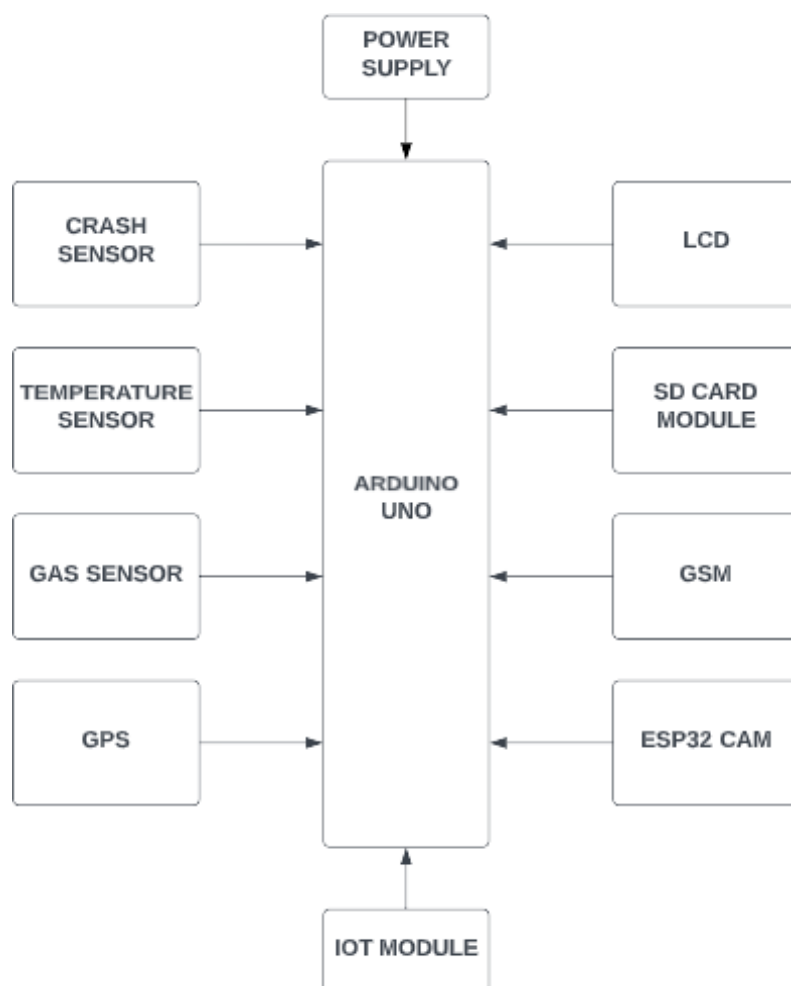 POWER
SUPPLY
CRASH
SENSOR
LCD
TEMPERATURE
SENSOR
SD CARD
MODULE
ARDUINO
UNO
GAS SENSOR
GSM
GPS
ESP32 CAM
IOT MODULE